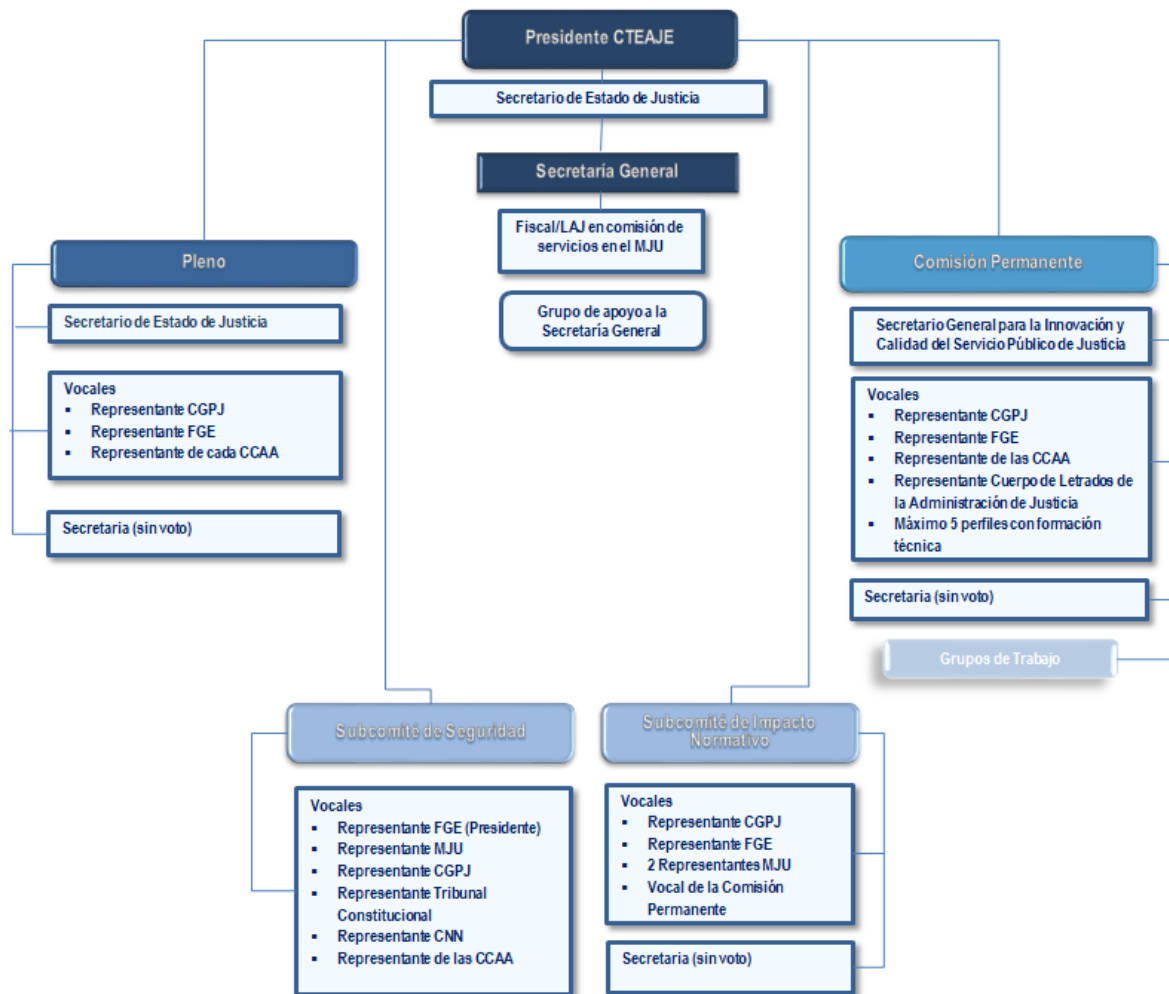 Presidente CTEAJE
Secretario de Estado de Justicia
Secretaría General
Fiscal/LAJ en comisión de
servicios en el MJU
Grupo de apoyo a la
Secretaría General
Pleno
Secretario de Estado de Justicia
Vocales
▪ Representante CGPJ
▪ Representante FGE
▪ Representante de cada CCAA
Secretaria (sin voto)
Comisión Permanente
Secretario General para la Innovación y
Calidad del Servicio Público de Justicia
Vocales
▪ Representante CGPJ
▪ Representante FGE
▪ Representante de las CCAA
▪ Representante Cuerpo de Letrados de
la Administración de Justicia
▪ Máximo 5 perfiles con formación
técnica
Secretaria (sin voto)
Grupos de Trabajo
Subcomité de Seguridad
Vocales
▪ Representante FGE (Presidente)
▪ Representante MJU
▪ Representante CGPJ
▪ Representante Tribunal
Constitucional
▪ Representante CNN
▪ Representante de las CCAA
Subcomité de Impacto
Normativo
Vocales
▪ Representante CGPJ
▪ Representante FGE
▪ 2 Representantes MJU
▪ Vocal de la Comisión
Permanente
Secretaria (sin voto)